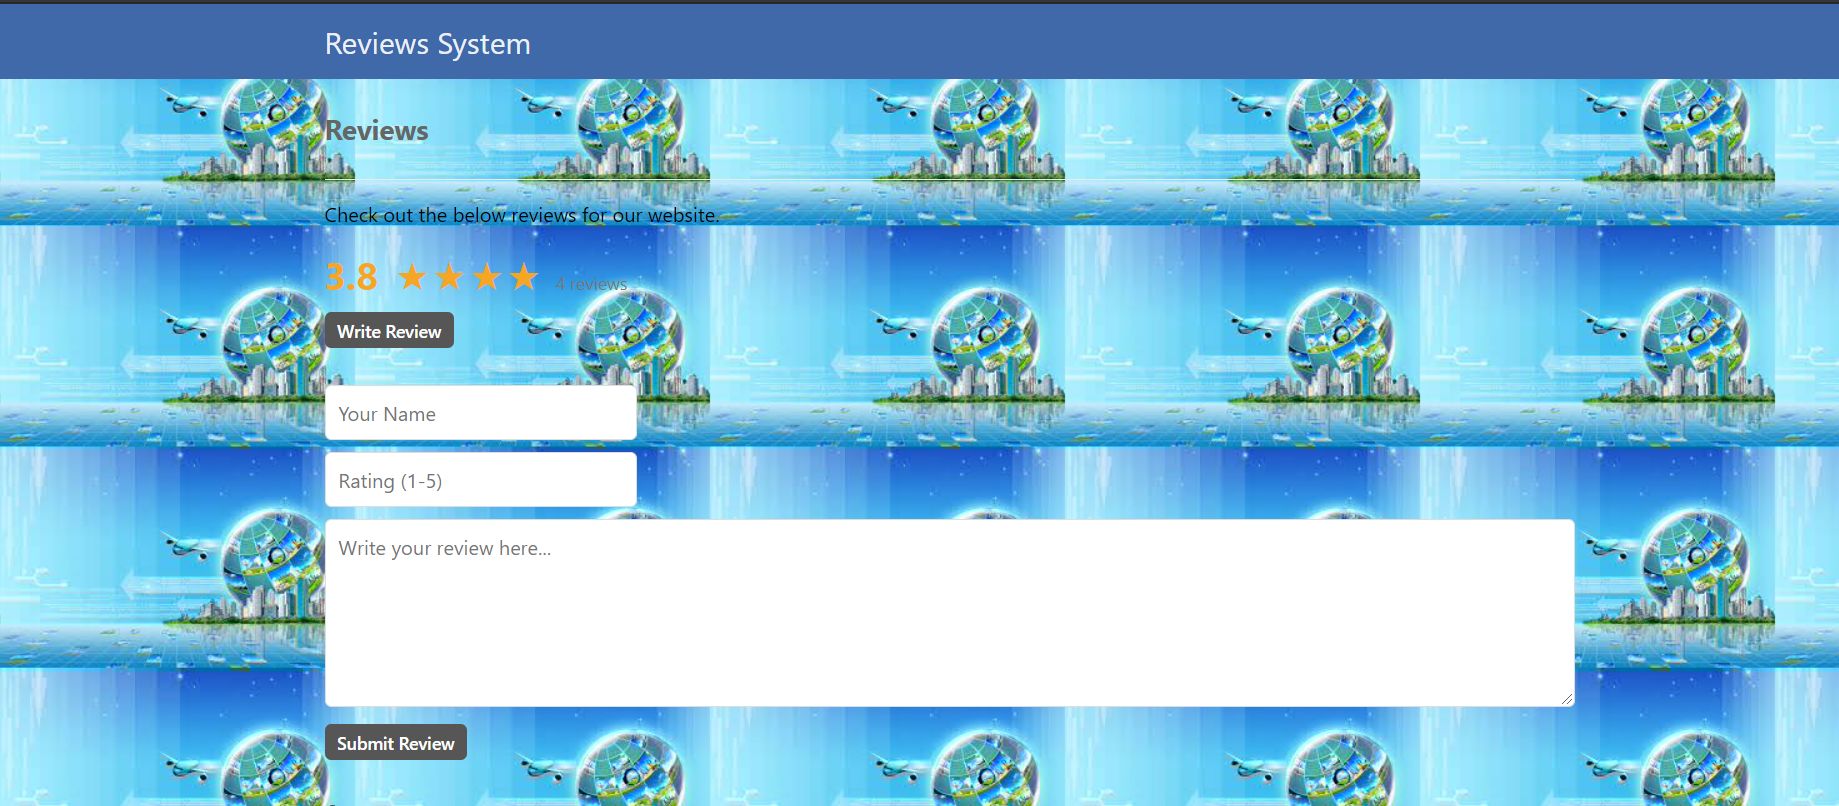 Reviews System
Reviews
Check out the below reviews for our website.
3.8 ★★★★ 4 reviews
Write Review
Your Name
Rating (1-5)
Write your review here...
Submit Review